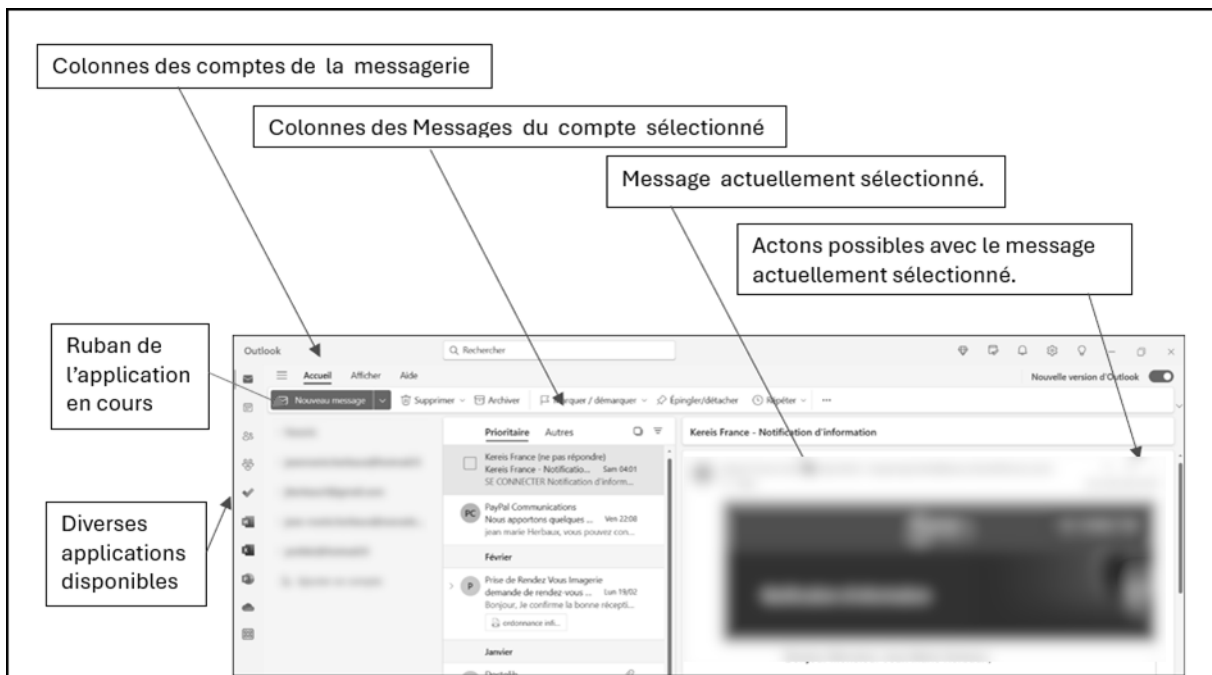 Colonnes des comptes de la messagerie
Colonnes des Messages du compte sélectionné
Message actuellement sélectionné.
Actons possibles avec le message
actuellement sélectionné.
Ruban de
l'application
en cours
Diverses
applications
disponibles
Outlook
Rechercher
Accueil Afficher Aide
Nouvelle version d'Outlook
Nouveau message Supprimer Archiver Marquer / démarquer Épingler/détacher Répéter ...
Prioritaire Autres
Kereis France - Notification d'information
Kereis France (ne pas répondre)
Kereis France - Notificatio... Sam 04:01
SE CONNECTER Notification d'inform...
PC
PayPal Communications
Nous apportons quelques ... Ven 22:08
jean marie Herbaux, vous pouvez con...
Février
P
Prise de Rendez Vous Imagerie
demande de rendez-vous ... Lun 19/02
Bonjour, Je confirme la bonne récepti...
ordonnance infi...
Janvier